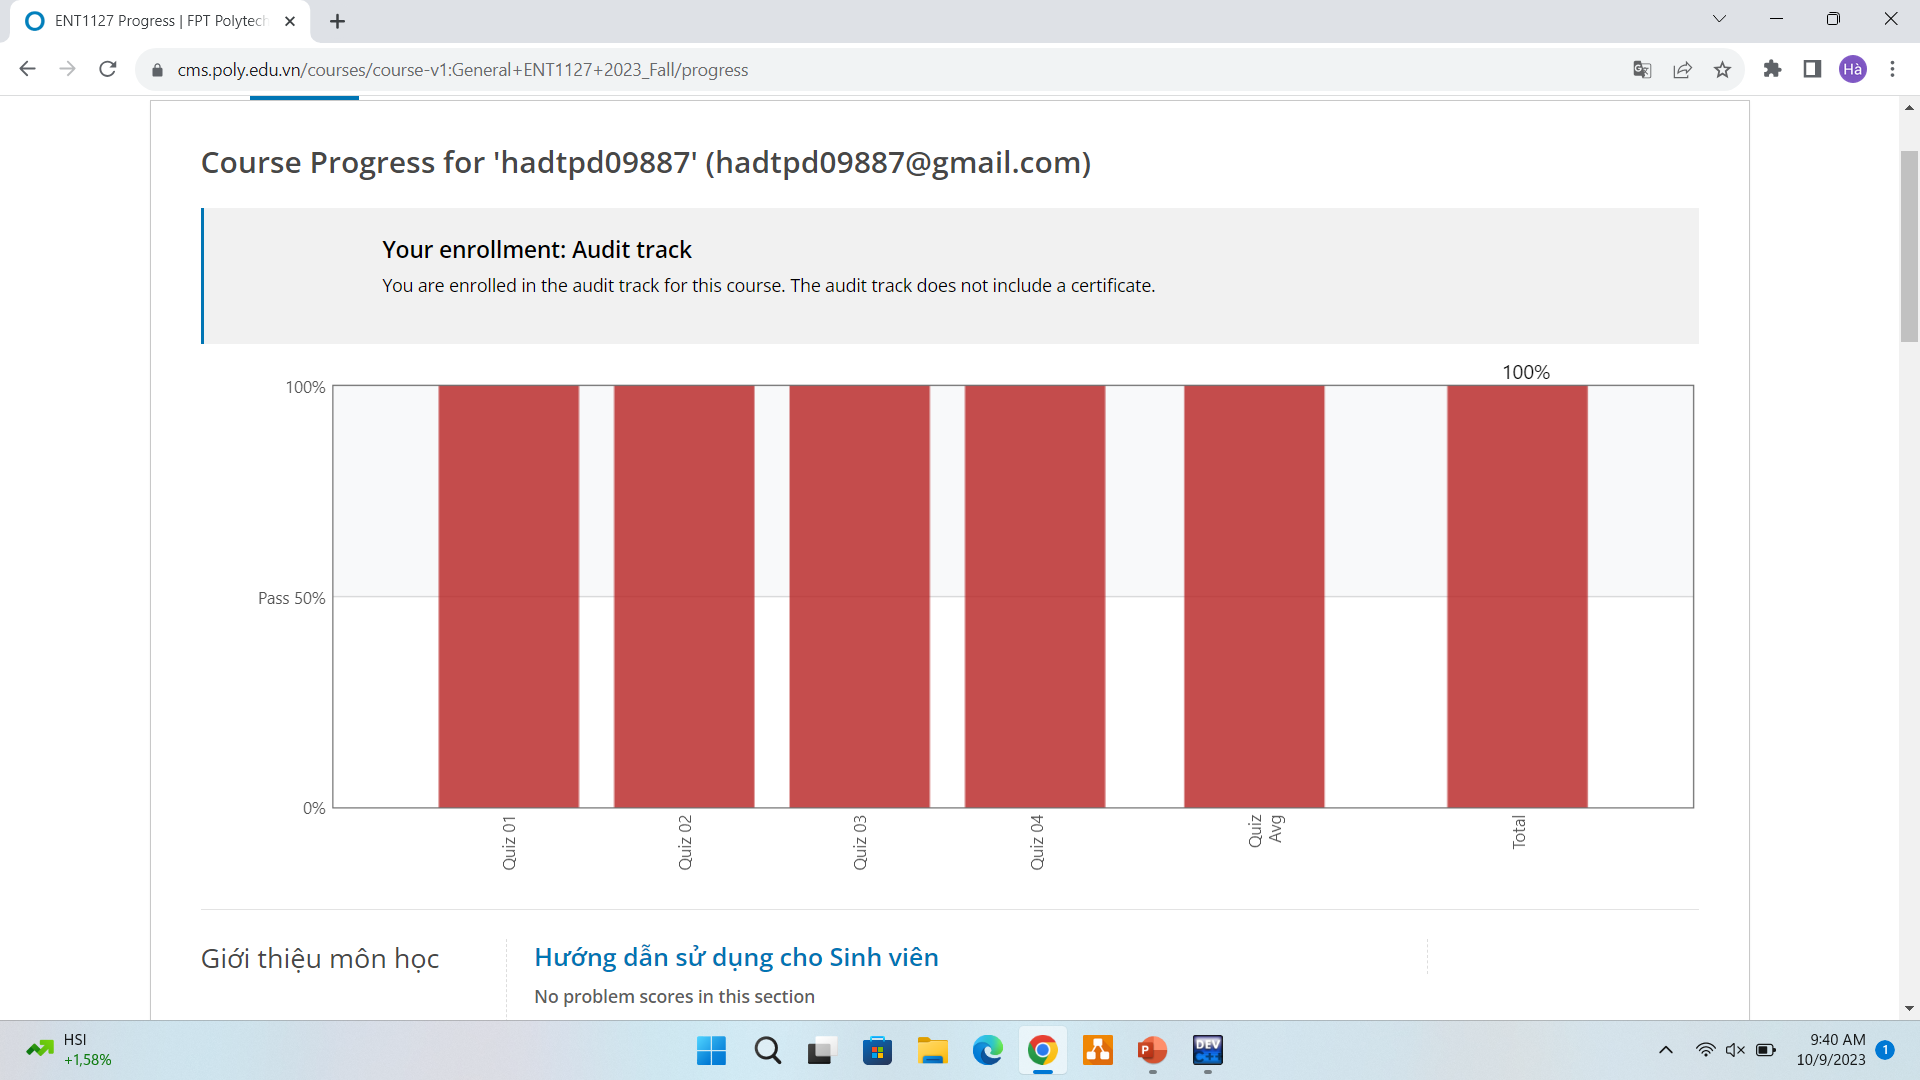 ENT1127 Progress | FPT Polytech
cms.poly.edu.vn/courses/course-v1:General+ENT1127+2023_Fall/progress
Hà
Course Progress for 'hadtpd09887' (hadtpd09887@gmail.com)
Your enrollment: Audit track
You are enrolled in the audit track for this course. The audit track does not include a certificate.
100%
100%
Pass 50%
0%
Quiz 01
Quiz 02
Quiz 03
Quiz 04
Quiz
Avg
Total
Giới thiệu môn học
Hướng dẫn sử dụng cho Sinh viên
No problem scores in this section
HSI
+1,58%
P
DEV
C++
9:40 AM
10/9/2023
1